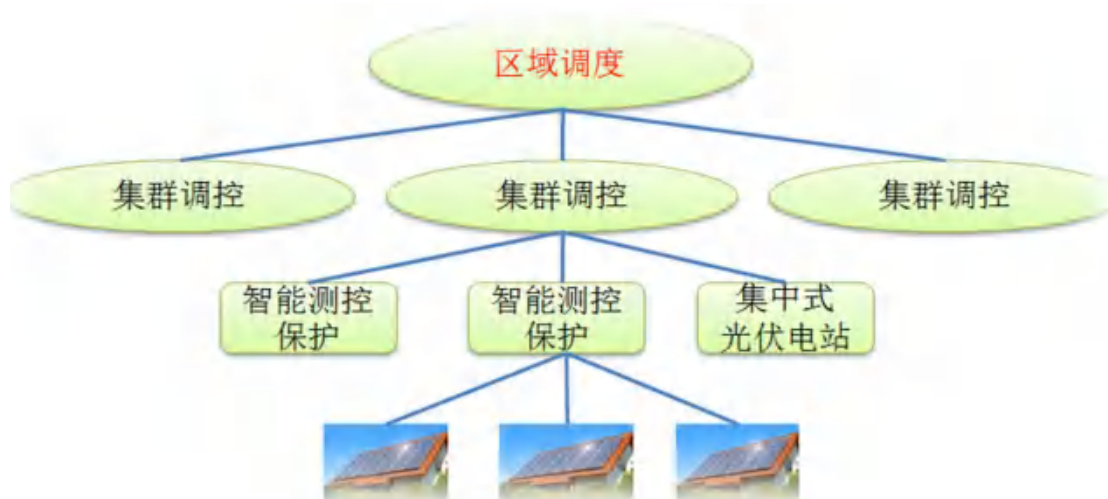 区域调度
集群调控
集群调控
集群调控
智能测控
保护
智能测控
保护
集中式
光伏电站